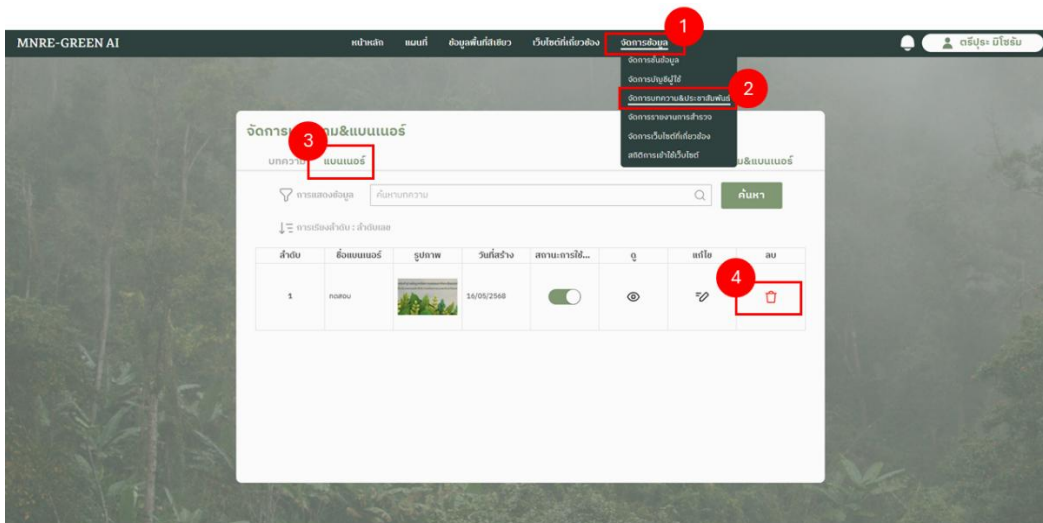 1
MNRE-GREEN AI หน้าหลัก แผนที่ ข้อมูลพื้นที่สีเขียว เว็บไซต์ที่เกี่ยวข้อง จัดการข้อมูล ตรีปุระ มิโซรัม
จัดการชั้นข้อมูล
จัดการบัญชีผู้ใช้
2
จัดการบทความ&ประชาสัมพันธ์
จัดการรายงานการสำรวจ
จัดการเว็บไซต์ที่เกี่ยวข้อง
สถิติการเข้าใช้เว็บไซต์
3
&แบนเนอร์
บทความ แบนเนอร์ &แบนเนอร์
การแสดงข้อมูล ค้นหาบทความ ค้นหา
การเรียงลำดับ : ลำดับเลข
ลำดับ ชื่อแบนเนอร์ รูปภาพ วันที่สร้าง สถานะการใช้... ดู แก้ไข ลบ
4
1 ทดสอบ 16/05/2568